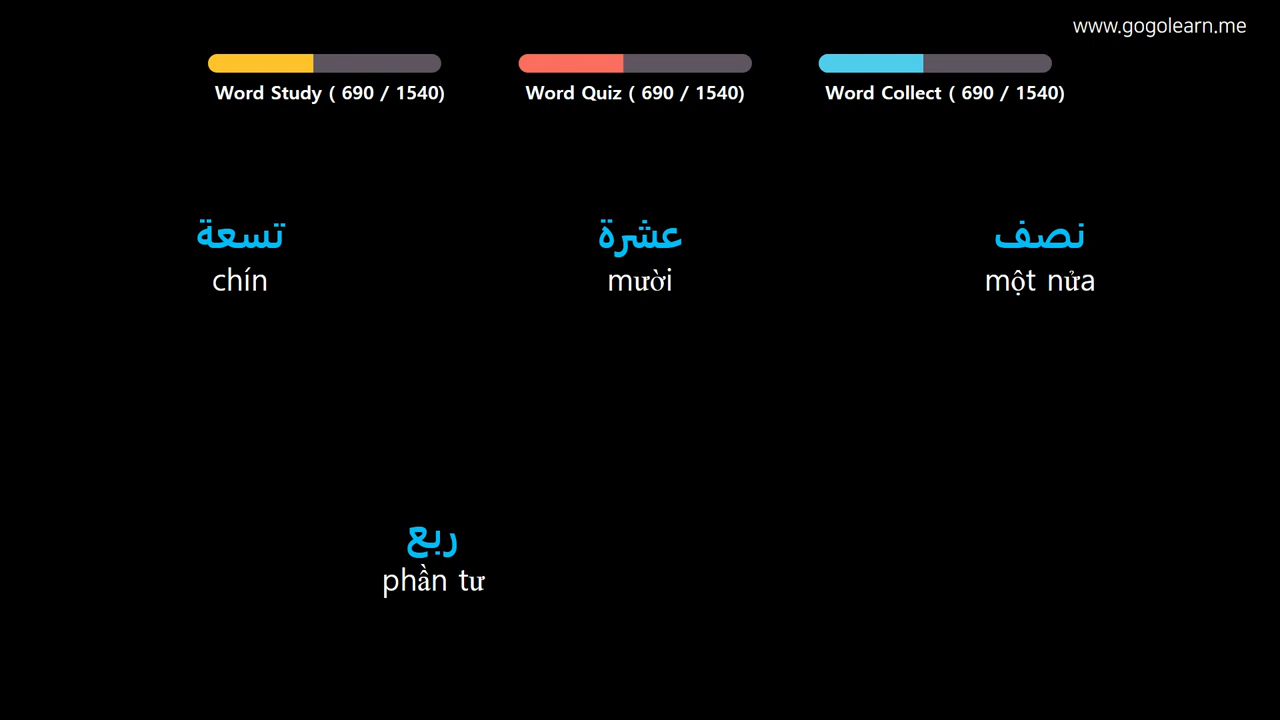 www.gogolearn.me
Word Study ( 690 / 1540)
Word Quiz ( 690 / 1540)
Word Collect ( 690 / 1540)
تسعة
chín
عشرة
mười
نصف
một nửa
ربع
phần tư